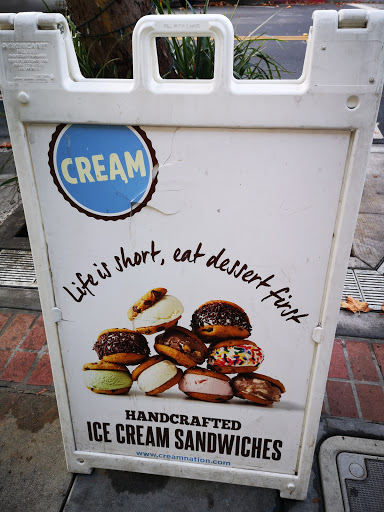 CREAM
Life is short, eat dessert first
HANDCRAFTED
ICE CREAM SANDWICHES
www.creamnation.com